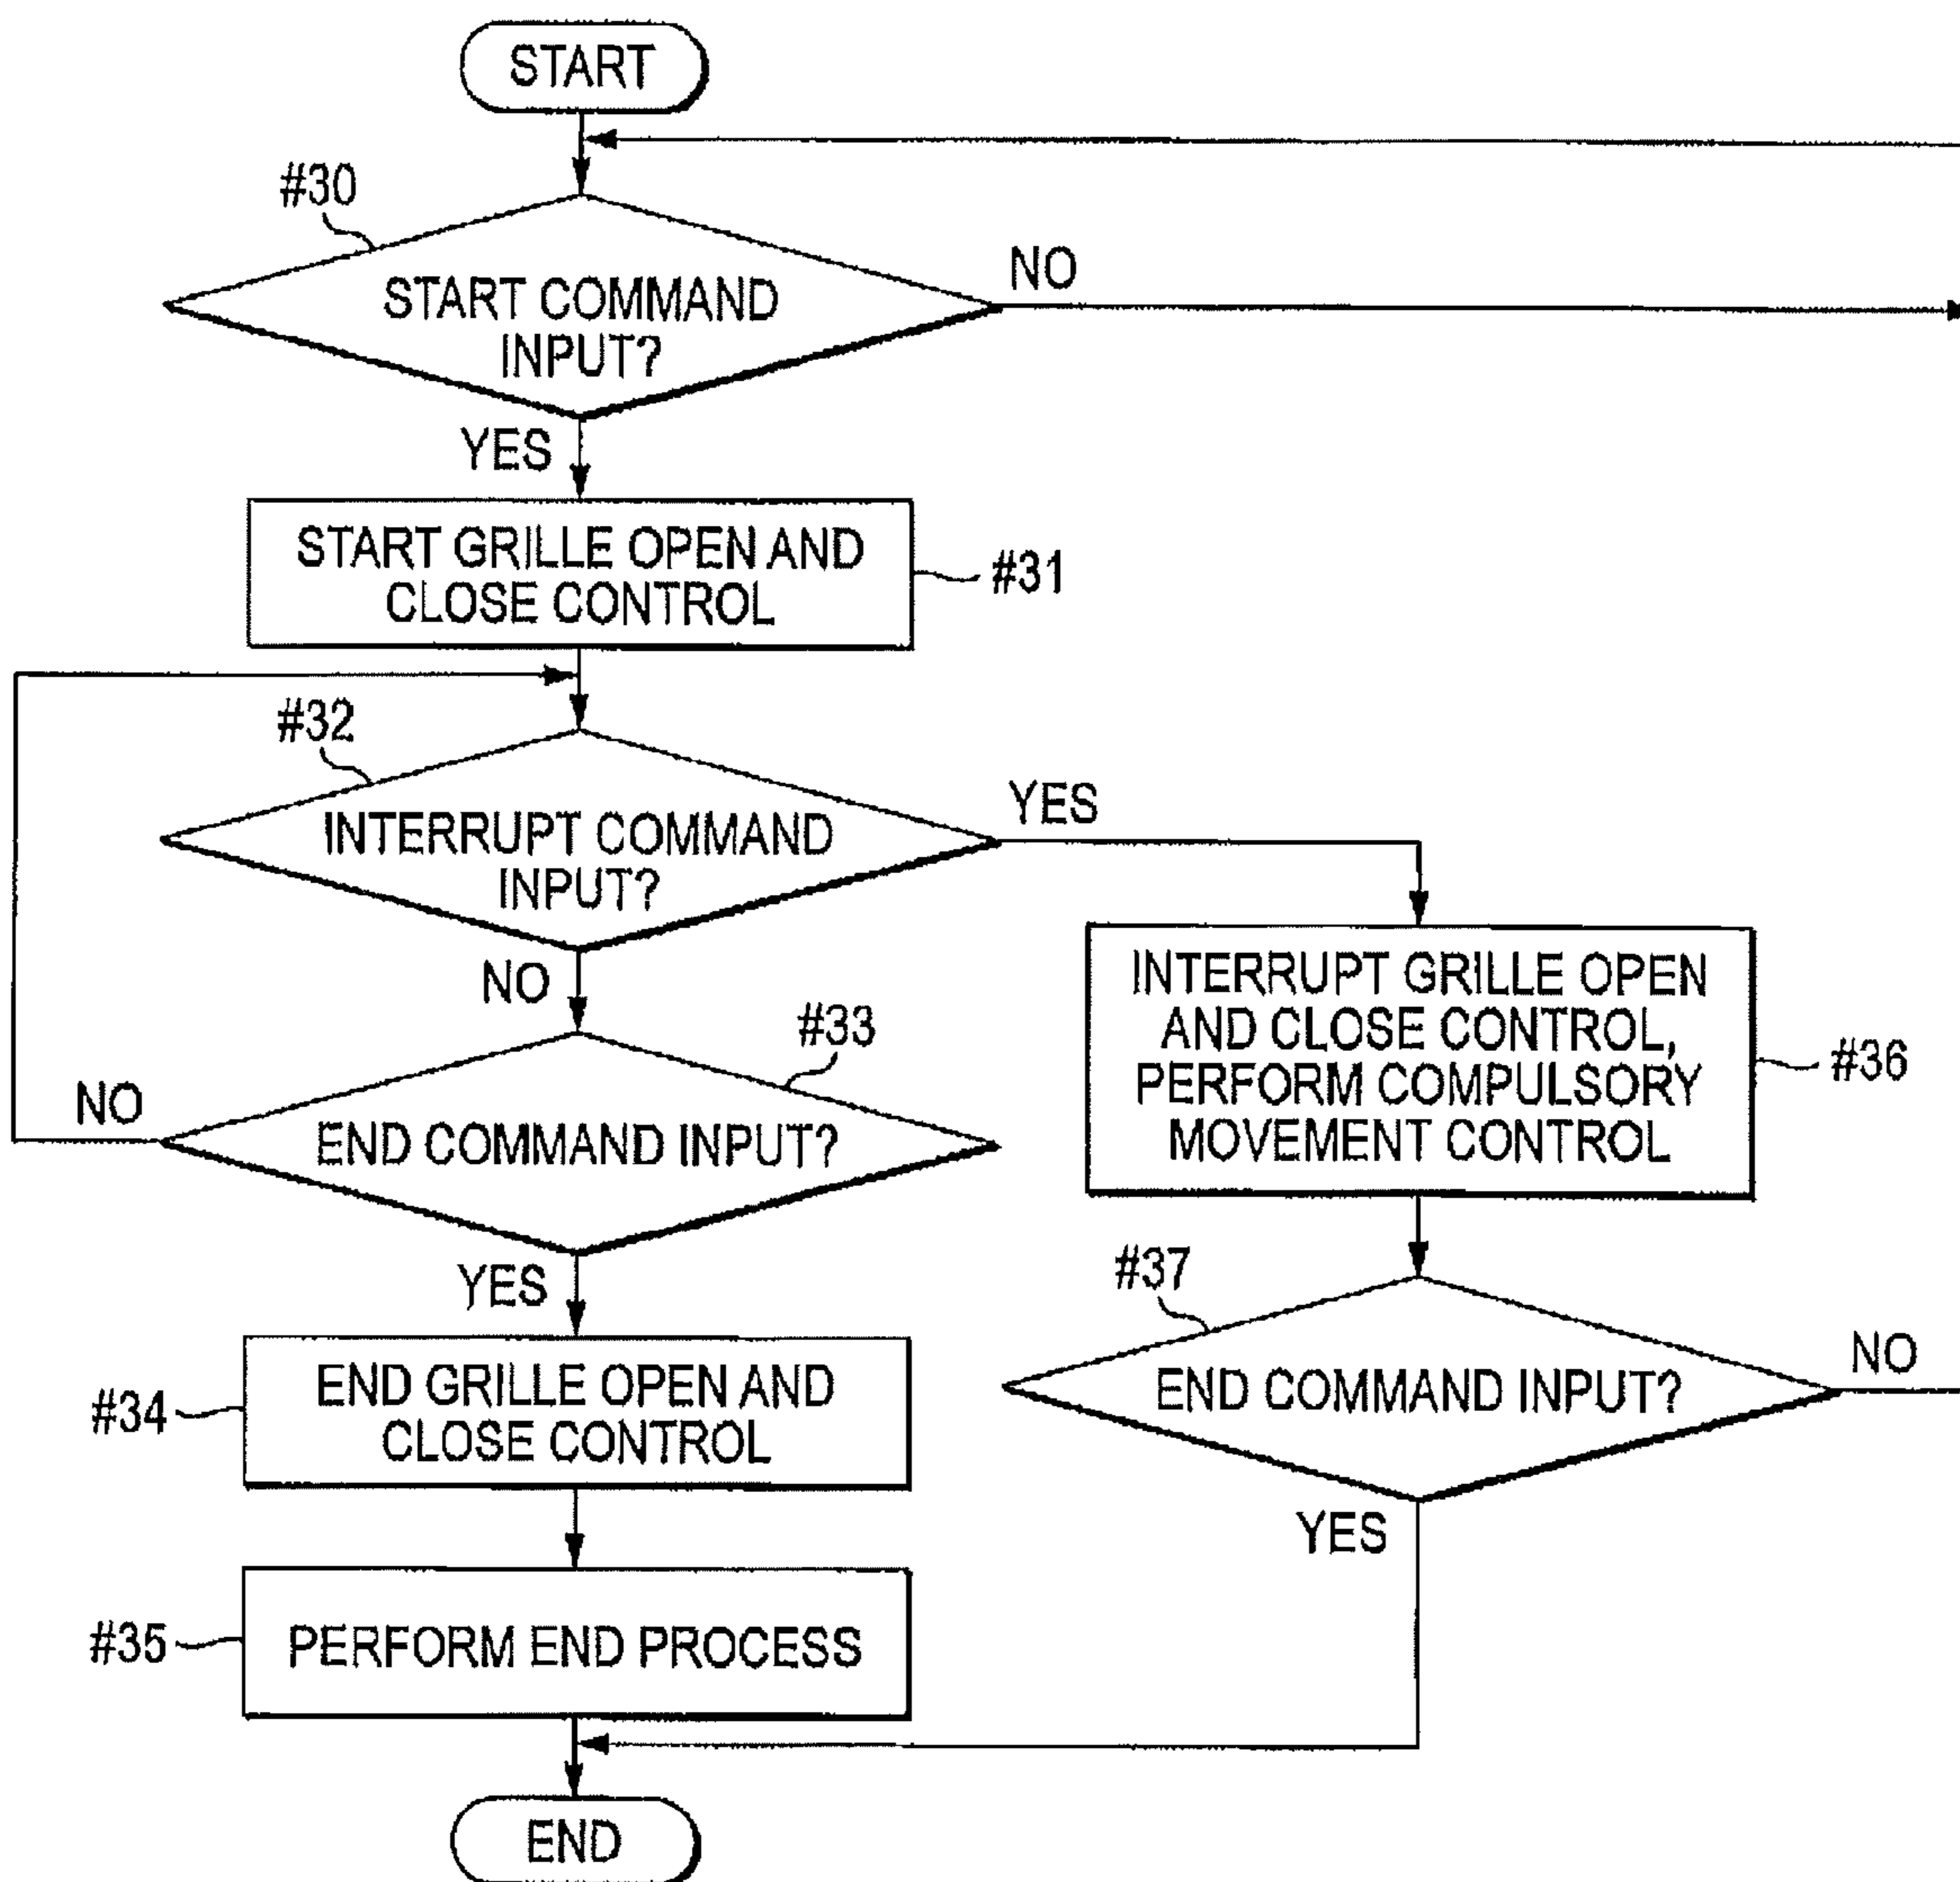 START
#30
START COMMAND
INPUT?
NO
YES
START GRILLE OPEN AND
CLOSE CONTROL
#31
#32
INTERRUPT COMMAND
INPUT?
YES
NO
#33
END COMMAND INPUT?
NO
YES
INTERRUPT GRILLE OPEN
AND CLOSE CONTROL,
PERFORM COMPULSORY
MOVEMENT CONTROL
#36
#37
END COMMAND INPUT?
NO
YES
#34
END GRILLE OPEN AND
CLOSE CONTROL
#35
PERFORM END PROCESS
END